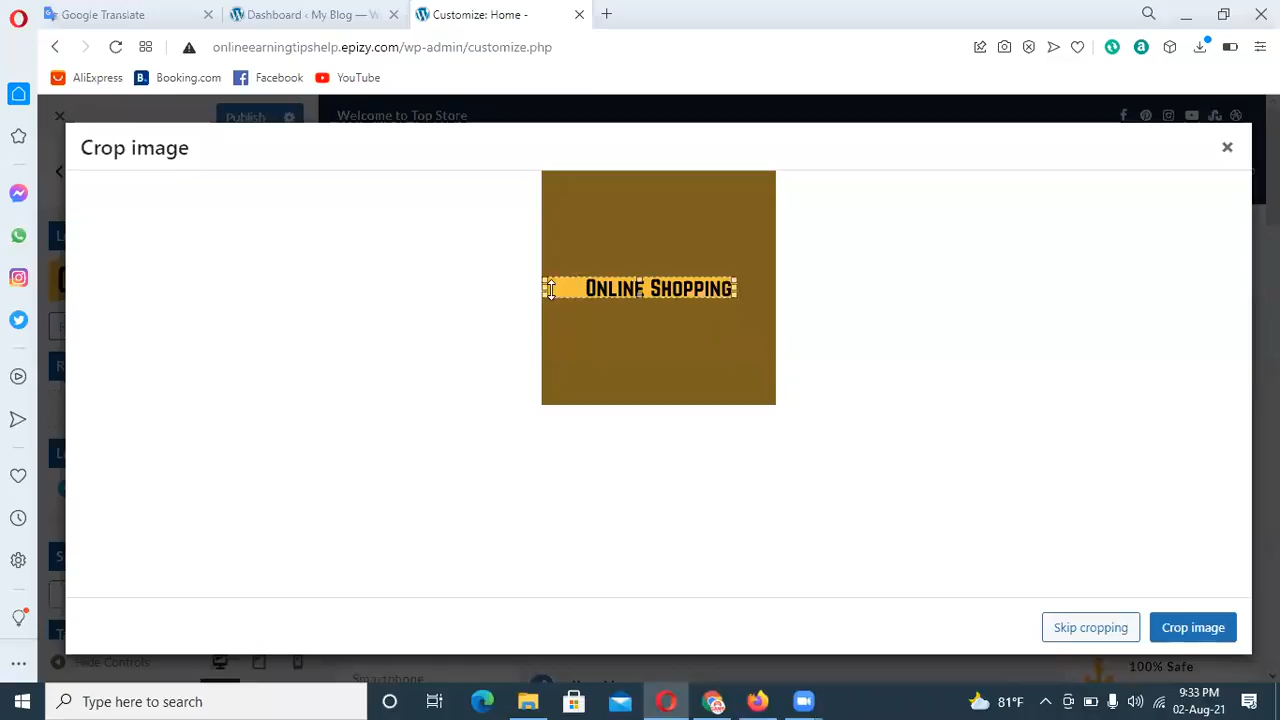 Google Translate
Dashboard ‹ My Blog — W
Customize: Home -
onlineearningtipshelp.epizy.com/wp-admin/customize.php
AliExpress
Booking.com
Facebook
YouTube
Publish
Welcome to Top Store
Crop image
ONLINE SHOPPING
Skip cropping
Crop image
Hide Controls
Smartphone
100% Safe
Type here to search
81°F
9:33 PM
02-Aug-21